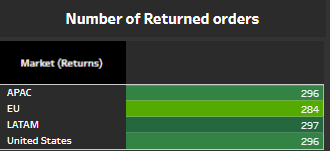 Number of Returned orders
Market (Returns)
APAC 296
EU 284
LATAM 297
United States 296